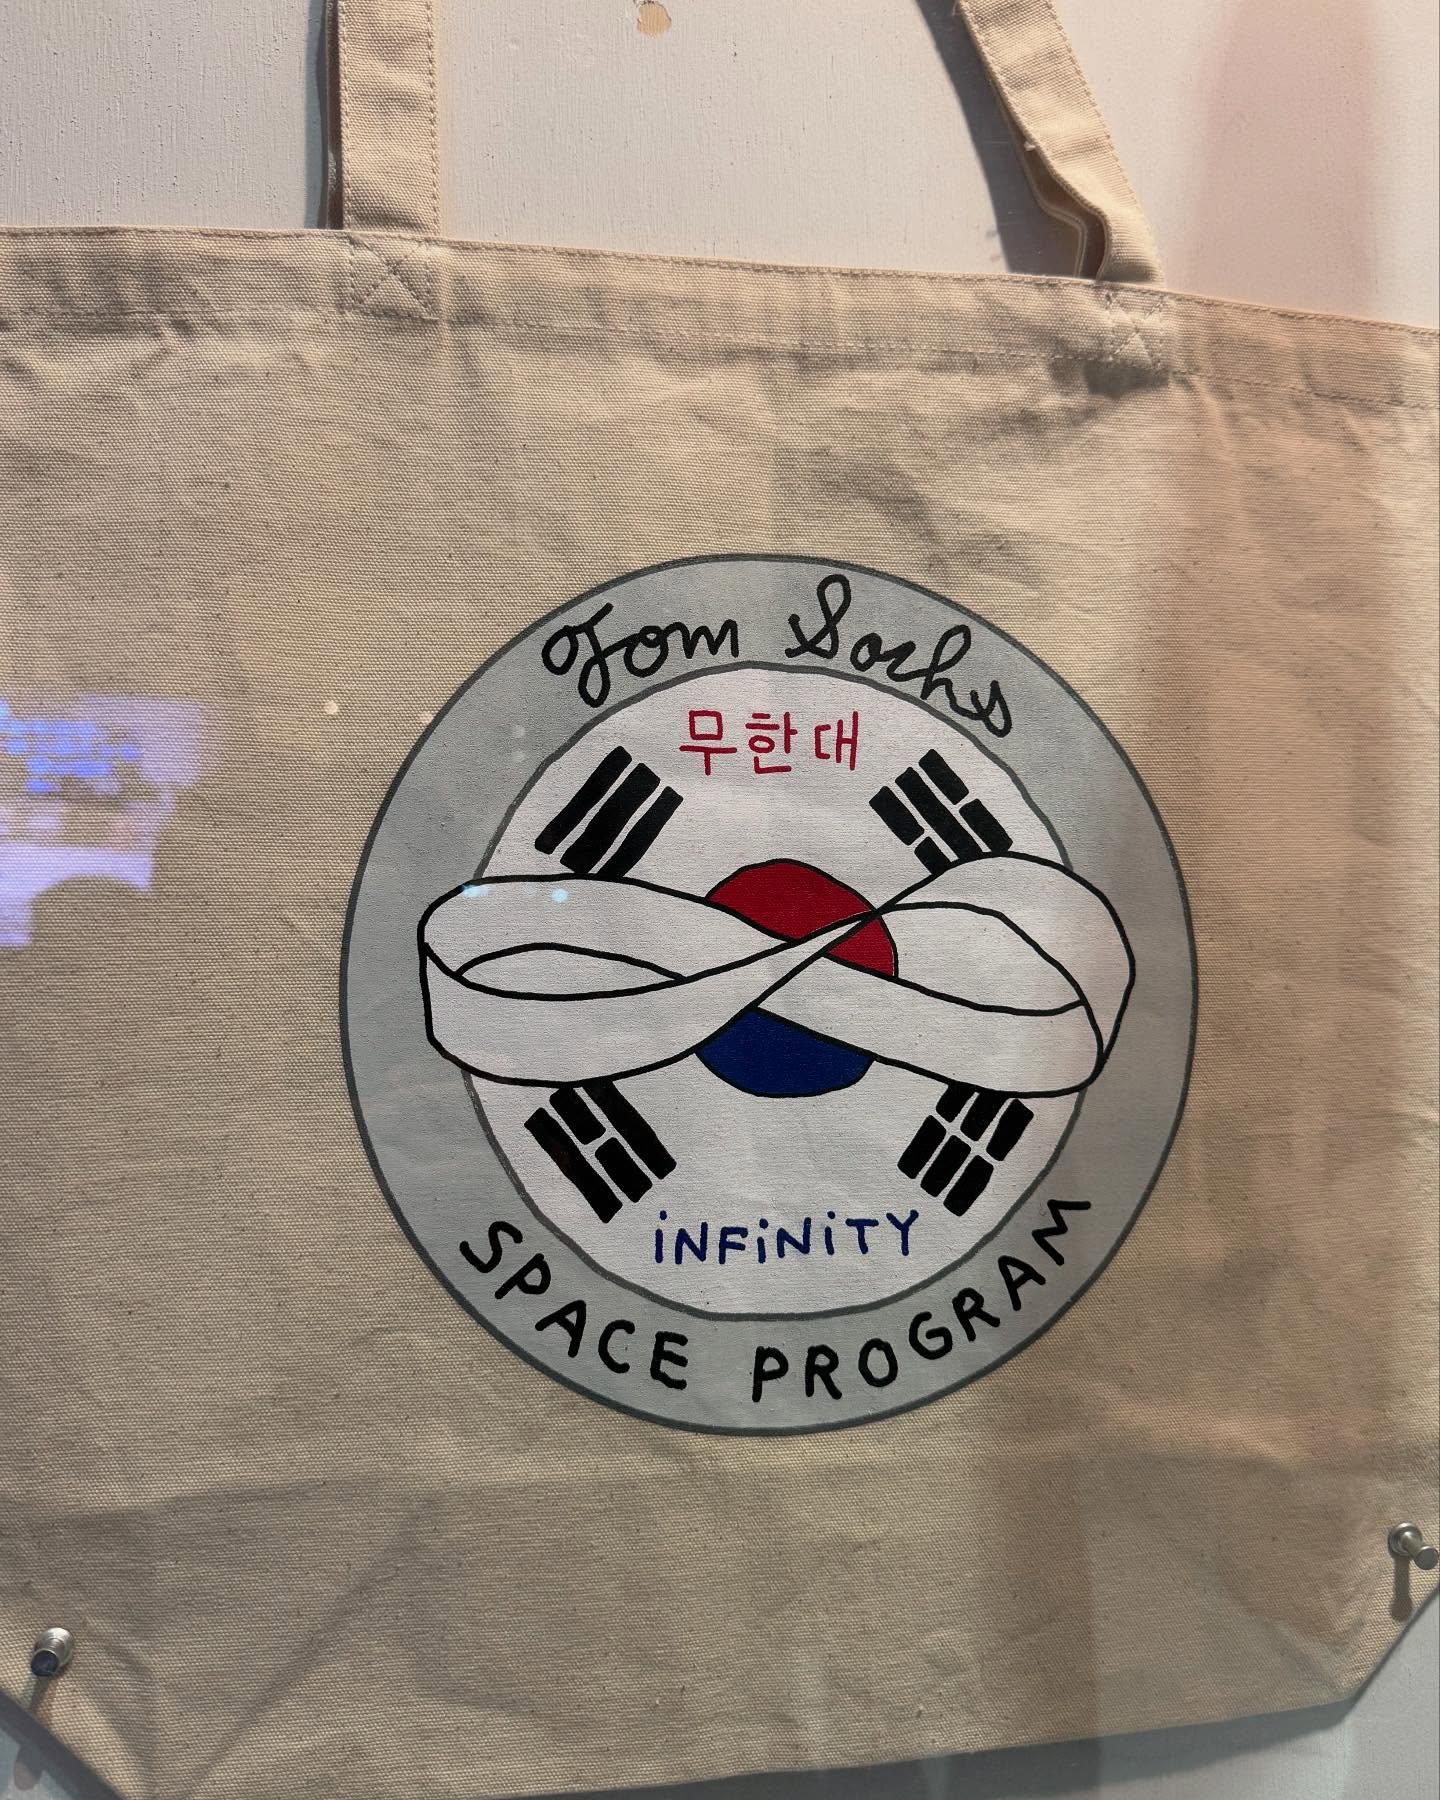 Tom Sachs
무한대
iNFiNiTY
SPACE PROGRAM